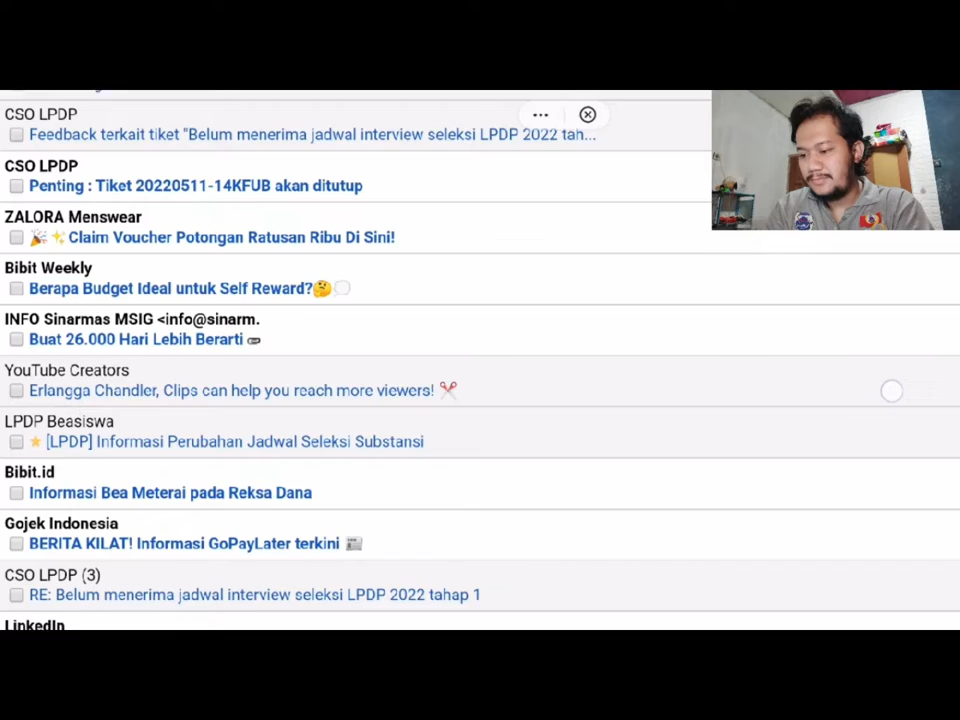 CSO LPDP
Feedback terkait tiket "Belum menerima jadwal interview seleksi LPDP 2022 tah...
CSO LPDP
Penting : Tiket 20220511-14KFUB akan ditutup
ZALORA Menswear
🎉✨Claim Voucher Potongan Ratusan Ribu Di Sini!
Bibit Weekly
Berapa Budget Ideal untuk Self Reward?🤔💭
INFO Sinarmas MSIG <info@sinarm.
Buat 26.000 Hari Lebih Berarti
YouTube Creators
Erlangga Chandler, Clips can help you reach more viewers! ✂️
LPDP Beasiswa
[LPDP] Informasi Perubahan Jadwal Seleksi Substansi
Bibit.id
Informasi Bea Meterai pada Reksa Dana
Gojek Indonesia
BERITA KILAT! Informasi GoPayLater terkini 📰
CSO LPDP (3)
RE: Belum menerima jadwal interview seleksi LPDP 2022 tahap 1
LinkedIn